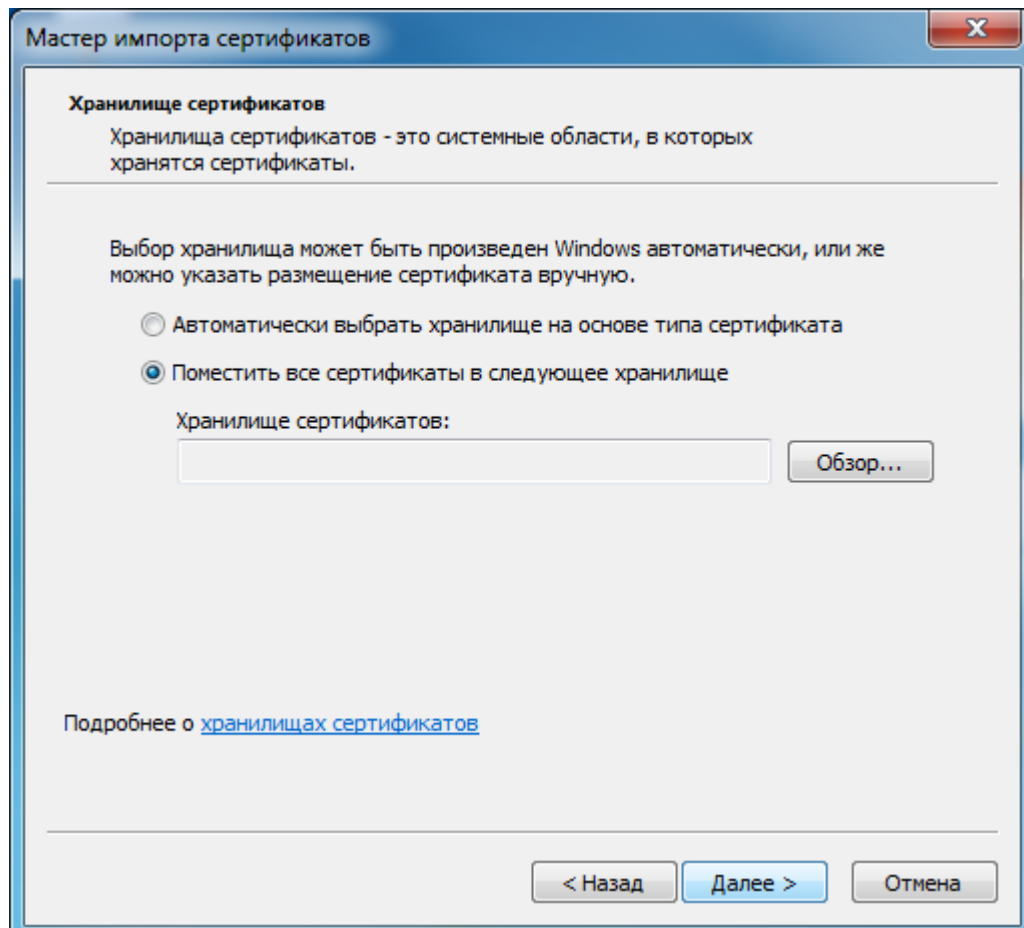 Мастер импорта сертификатов
Хранилище сертификатов
Хранилища сертификатов - это системные области, в которых
хранятся сертификаты.
Выбор хранилища может быть произведен Windows автоматически, или же
можно указать размещение сертификата вручную.
Автоматически выбрать хранилище на основе типа сертификата
Поместить все сертификаты в следующее хранилище
Хранилище сертификатов:
Обзор...
Подробнее о хранилищах сертификатов
< Назад Далее > Отмена